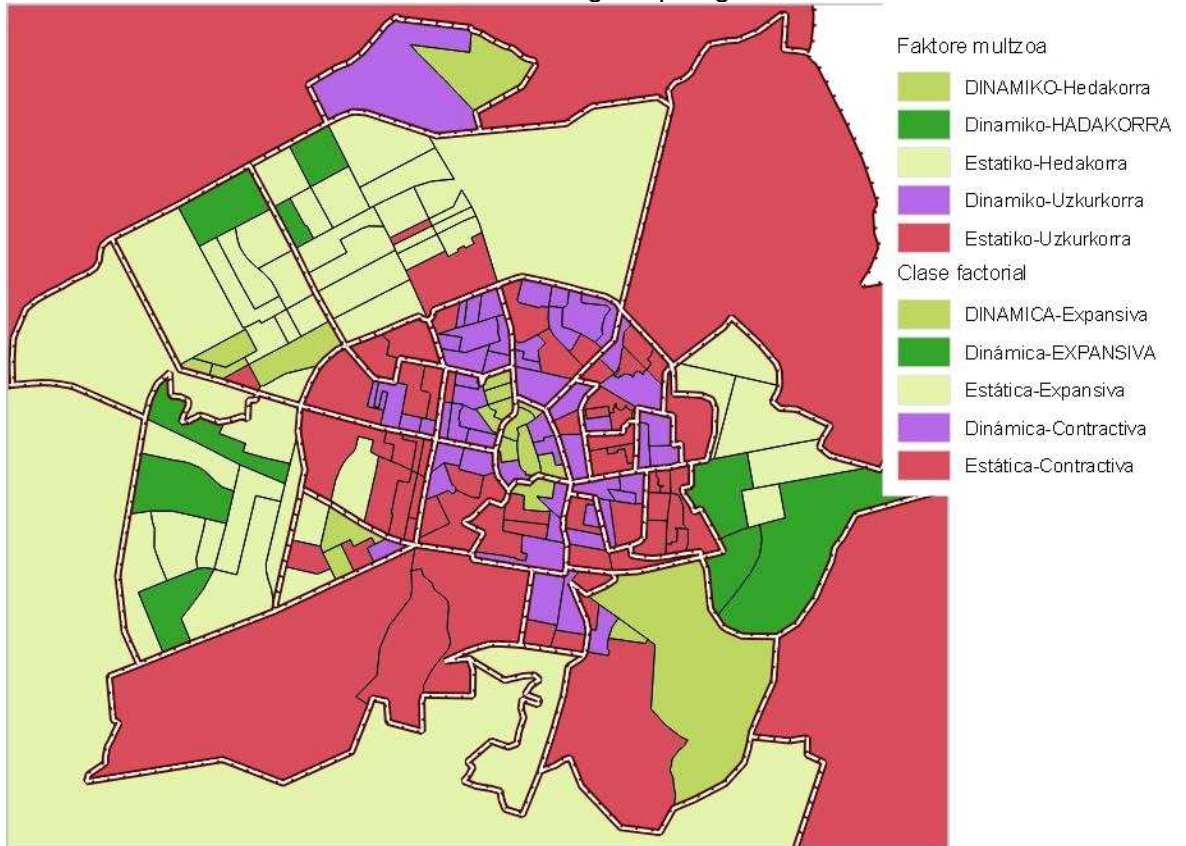 Faktore multzoa
DINAMIKO-Hedakorra
Dinamiko-HADAKORRA
Estatiko-Hedakorra
Dinamiko-Uzkurkorra
Estatiko-Uzkurkorra
Clase factorial
DINAMICA-Expansiva
Dinámica-EXPANSIVA
Estática-Expansiva
Dinámica-Contractiva
Estática-Contractiva